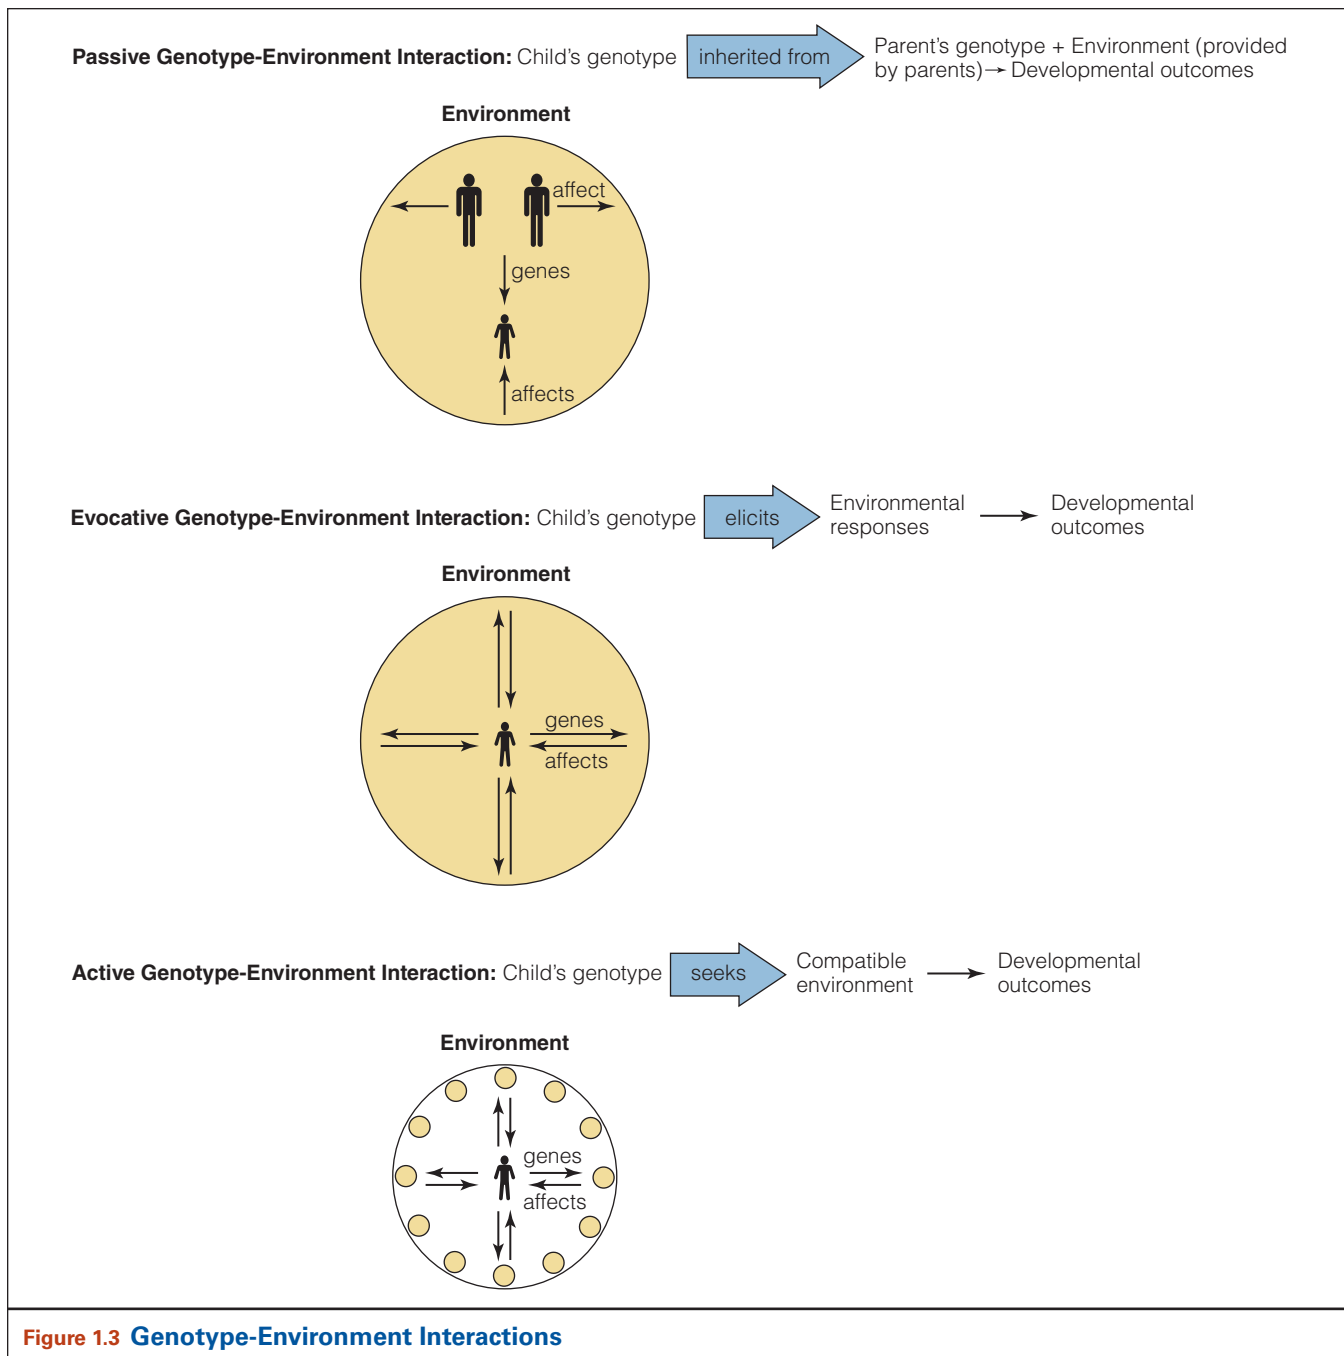 Passive Genotype-Environment Interaction: Child's genotype inherited from Parent's genotype + Environment (provided
by parents)→ Developmental outcomes
Environment
affect
genes
affects
Evocative Genotype-Environment Interaction: Child's genotype elicits Environmental Developmental
responses outcomes
Environment
genes
affects
Active Genotype-Environment Interaction: Child's genotype seeks Compatible Developmental
environment outcomes
Environment
genes
affects
Figure 1.3 Genotype-Environment Interactions